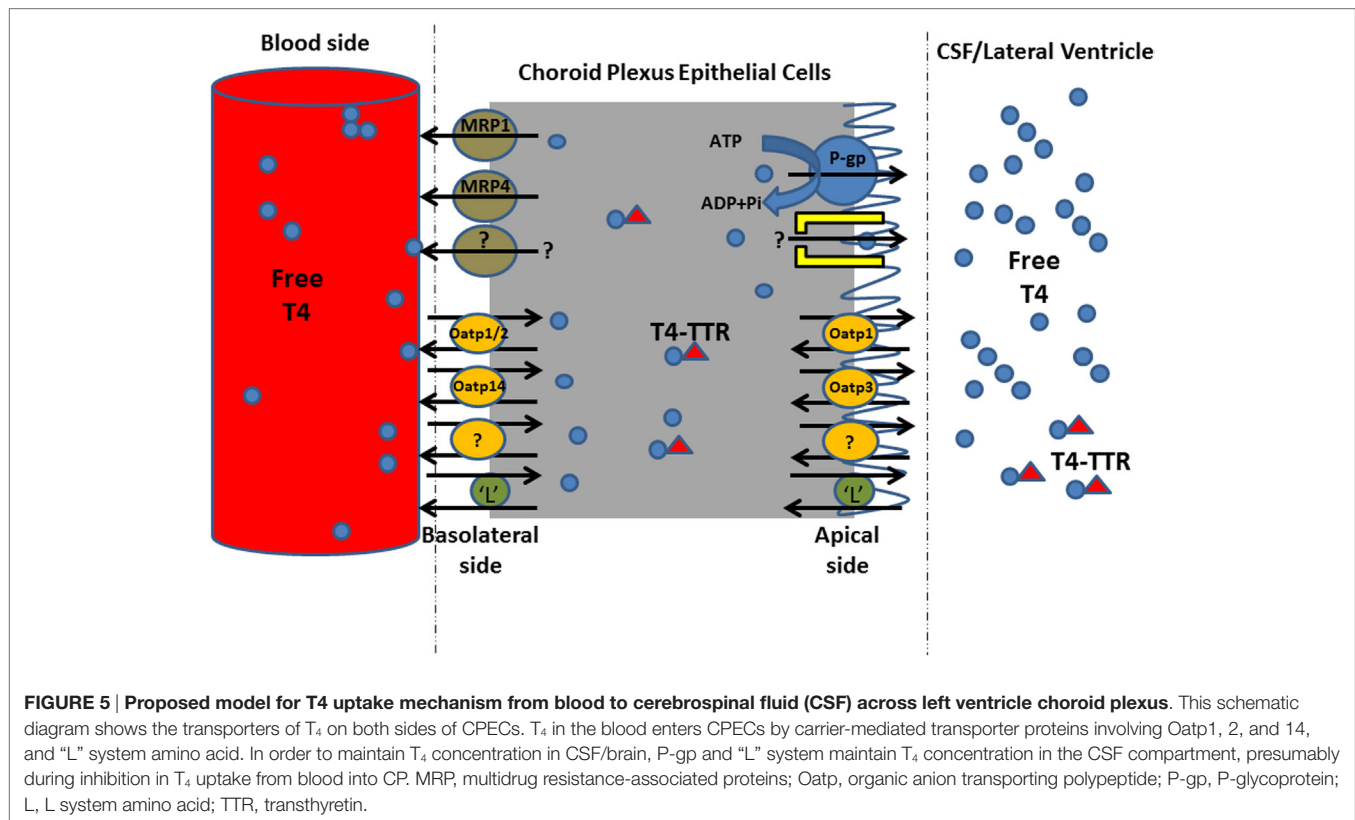 Blood side
CSF/Lateral Ventricle
Choroid Plexus Epithelial Cells
MRP1
ATP
P-gp
MRP4
ADP+Pi
?
?
?
Free
T4
Free
T4
Oatp1/2
T4-TTR
Oatp1
Oatp14
Oatp3
?
?
T4-TTR
‘L’
‘L’
Basolateral
side
Apical
side
FIGURE 5 | Proposed model for T4 uptake mechanism from blood to cerebrospinal fluid (CSF) across left ventricle choroid plexus. This schematic
diagram shows the transporters of T₄ on both sides of CPECs. T₄ in the blood enters CPECs by carrier-mediated transporter proteins involving Oatp1, 2, and 14,
and “L” system amino acid. In order to maintain T₄ concentration in CSF/brain, P-gp and “L” system maintain T₄ concentration in the CSF compartment, presumably
during inhibition in T₄ uptake from blood into CP. MRP, multidrug resistance-associated proteins; Oatp, organic anion transporting polypeptide; P-gp, P-glycoprotein;
L, L system amino acid; TTR, transthyretin.